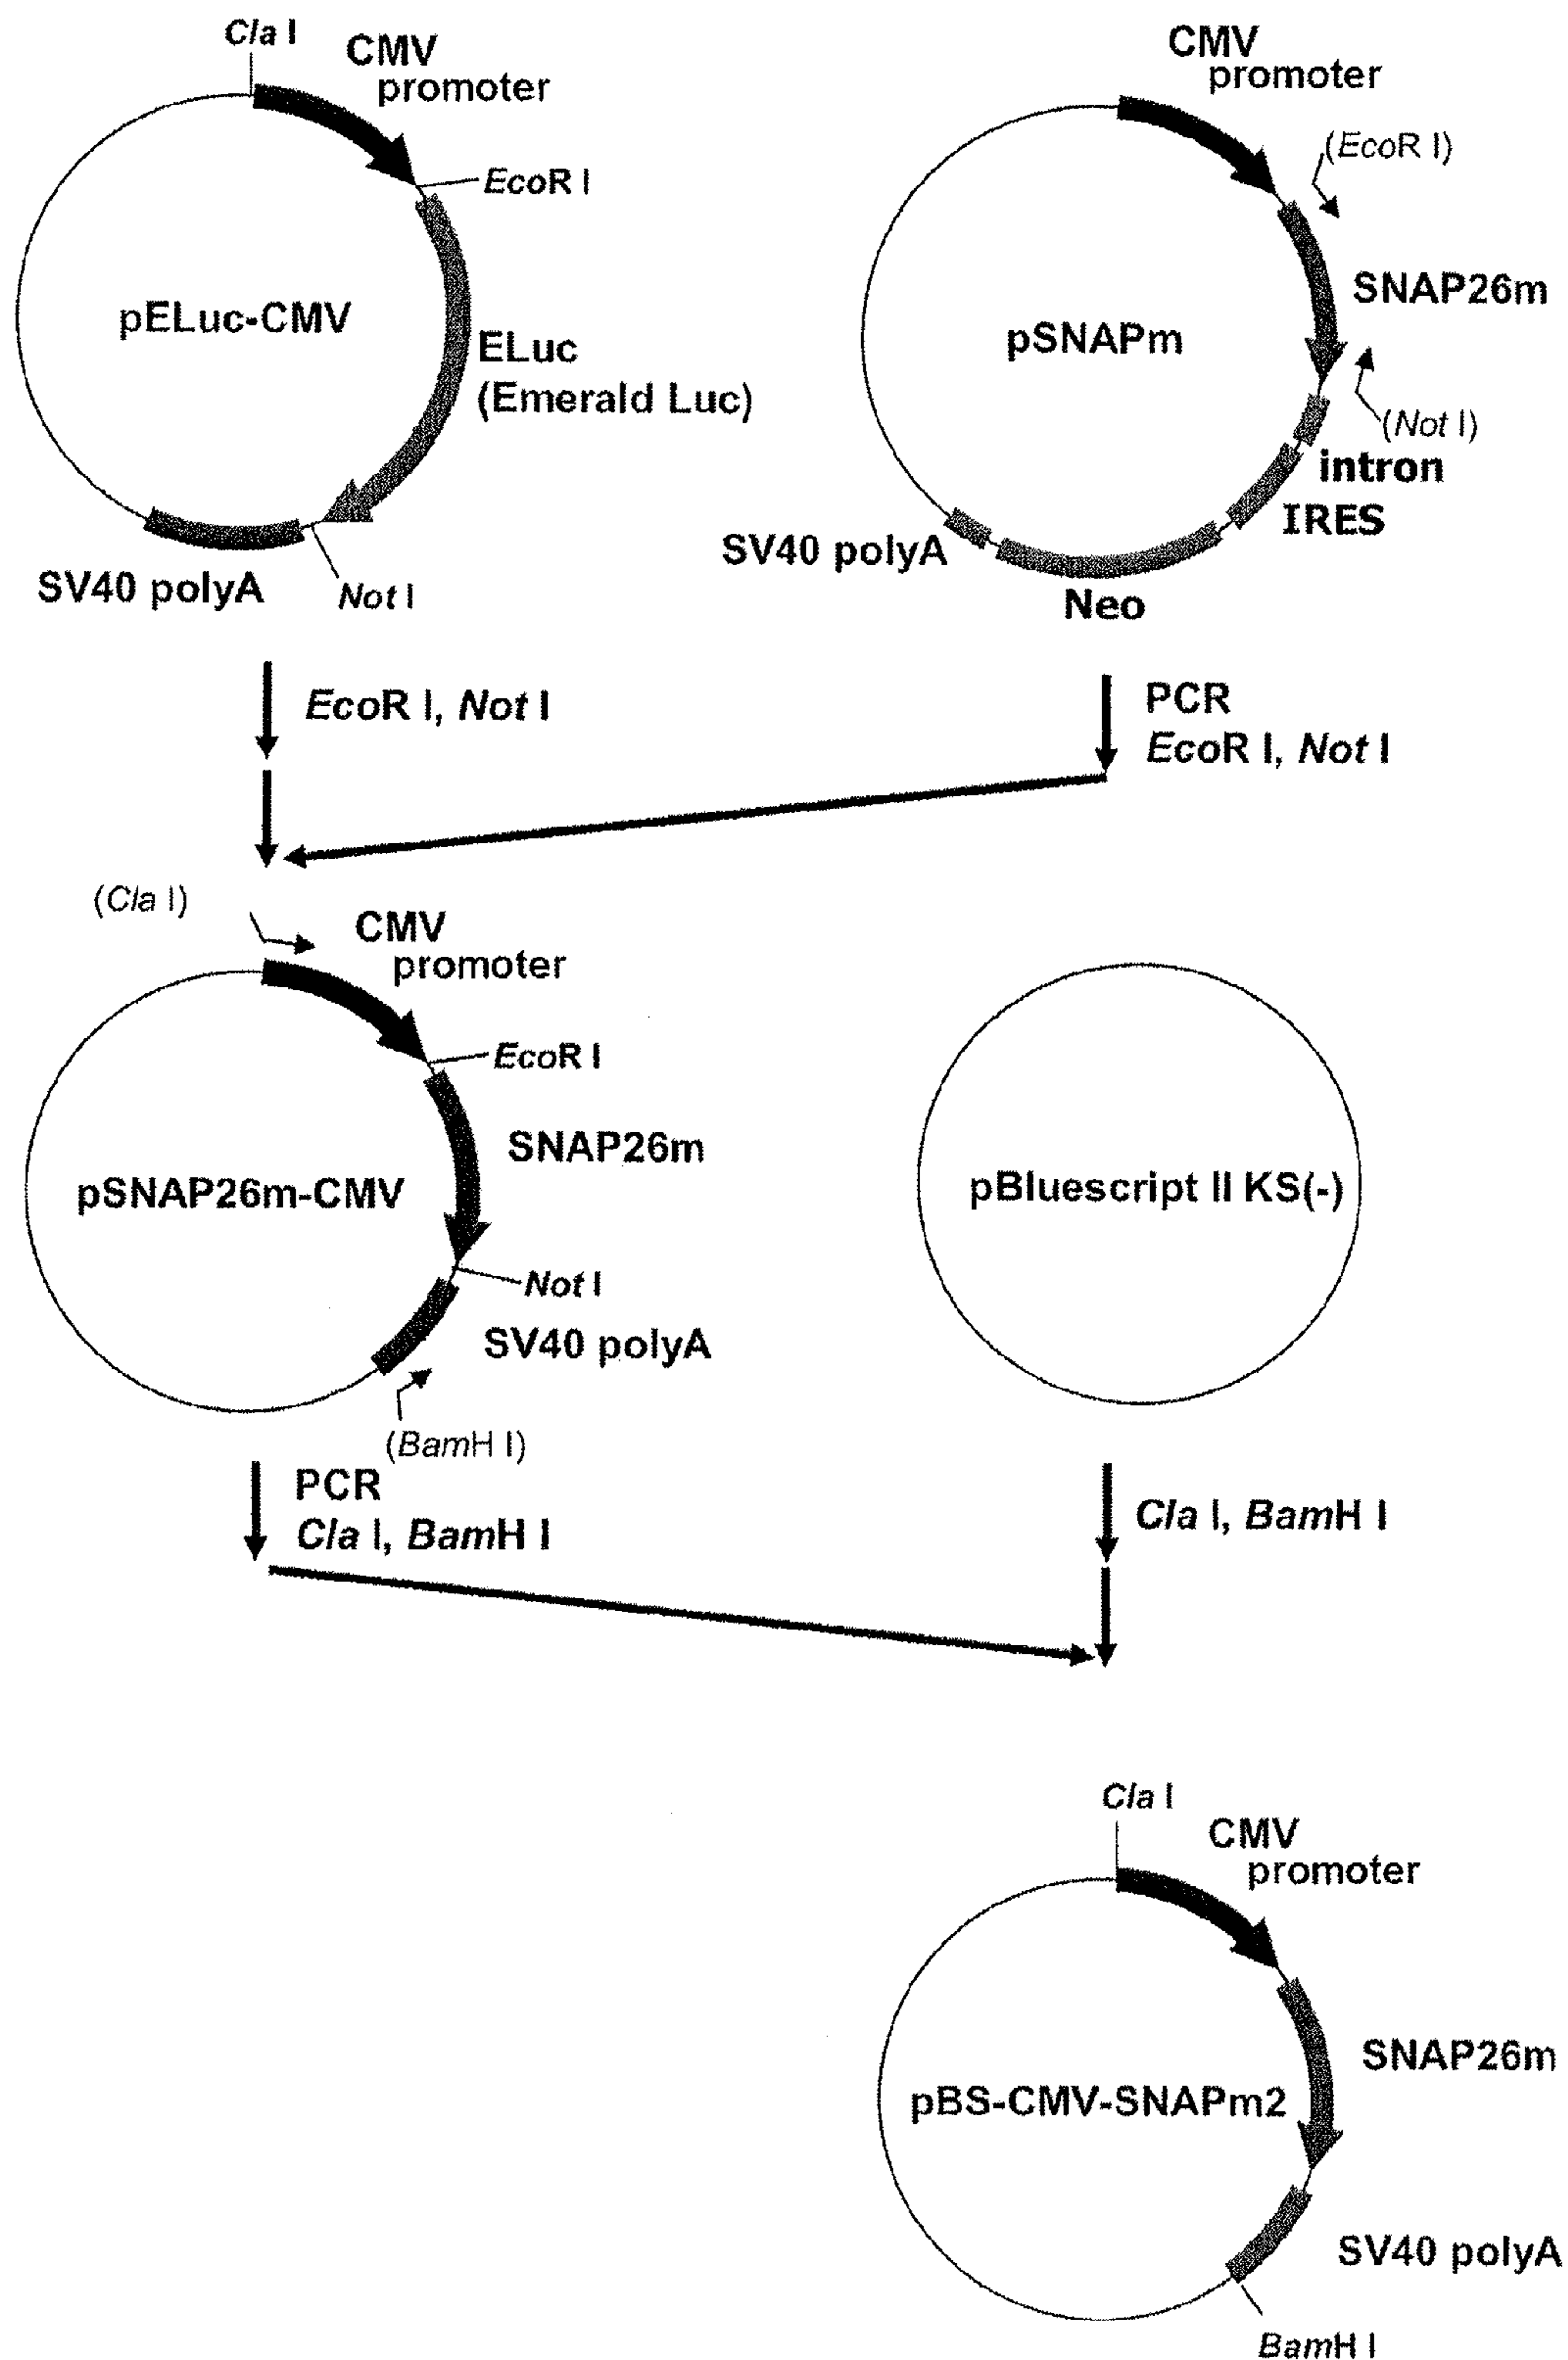 Cla I
CMV
promoter
EcoR I
pELuc-CMV
ELuc
(Emerald Luc)
SV40 polyA
Not I
CMV
promoter
(EcoR I)
SNAP26m
pSNAPm
(Not I)
intron
IRES
SV40 polyA
Neo
EcoR I, Not I
PCR
EcoR I, Not I
(Cla I)
CMV
promoter
EcoR I
SNAP26m
pSNAP26m-CMV
Not I
SV40 polyA
(BamH I)
pBluescript II KS(-)
PCR
Cla I, BamH I
Cla I, BamH I
Cla I
CMV
promoter
SNAP26m
pBS-CMV-SNAPm2
SV40 polyA
BamH I